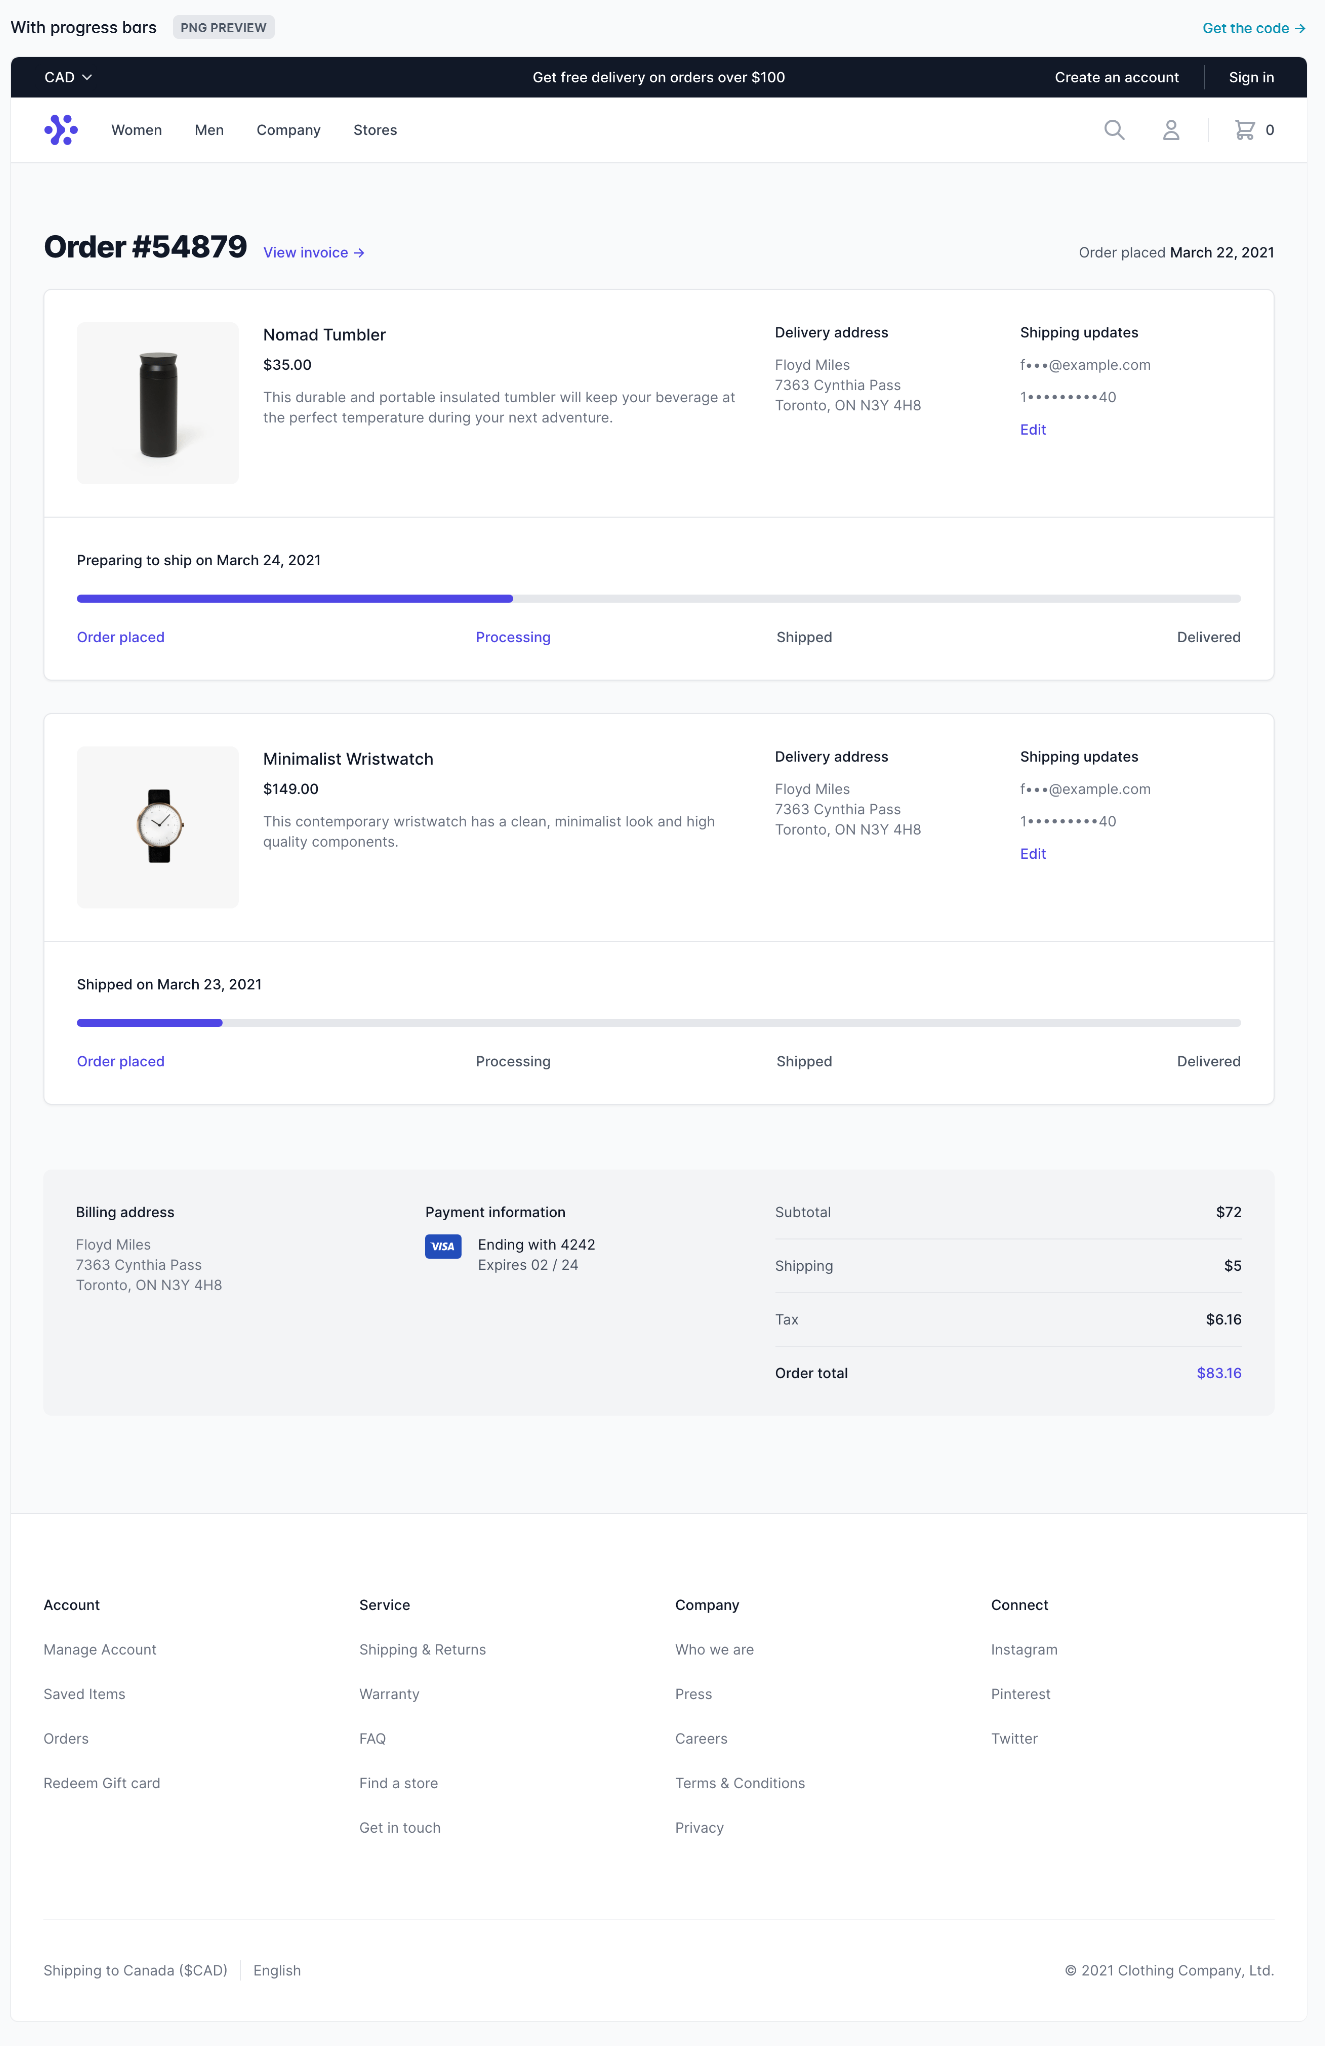 With progress bars PNG PREVIEW Get the code →
CAD Get free delivery on orders over $100 Create an account Sign in
Women Men Company Stores 0
Order #54879 View invoice → Order placed March 22, 2021
Nomad Tumbler
$35.00
This durable and portable insulated tumbler will keep your beverage at
the perfect temperature during your next adventure.
Delivery address
Floyd Miles
7363 Cynthia Pass
Toronto, ON N3Y 4H8
Shipping updates
f•••@example.com
1•••••••••40
Edit
Preparing to ship on March 24, 2021
Order placed Processing Shipped Delivered
Minimalist Wristwatch
$149.00
This contemporary wristwatch has a clean, minimalist look and high
quality components.
Delivery address
Floyd Miles
7363 Cynthia Pass
Toronto, ON N3Y 4H8
Shipping updates
f•••@example.com
1•••••••••40
Edit
Shipped on March 23, 2021
Order placed Processing Shipped Delivered
Billing address
Floyd Miles
7363 Cynthia Pass
Toronto, ON N3Y 4H8
Payment information
VISA Ending with 4242
Expires 02 / 24
Subtotal $72
Shipping $5
Tax $6.16
Order total $83.16
Account
Manage Account
Saved Items
Orders
Redeem Gift card
Service
Shipping & Returns
Warranty
FAQ
Find a store
Get in touch
Company
Who we are
Press
Careers
Terms & Conditions
Privacy
Connect
Instagram
Pinterest
Twitter
Shipping to Canada ($CAD) English © 2021 Clothing Company, Ltd.